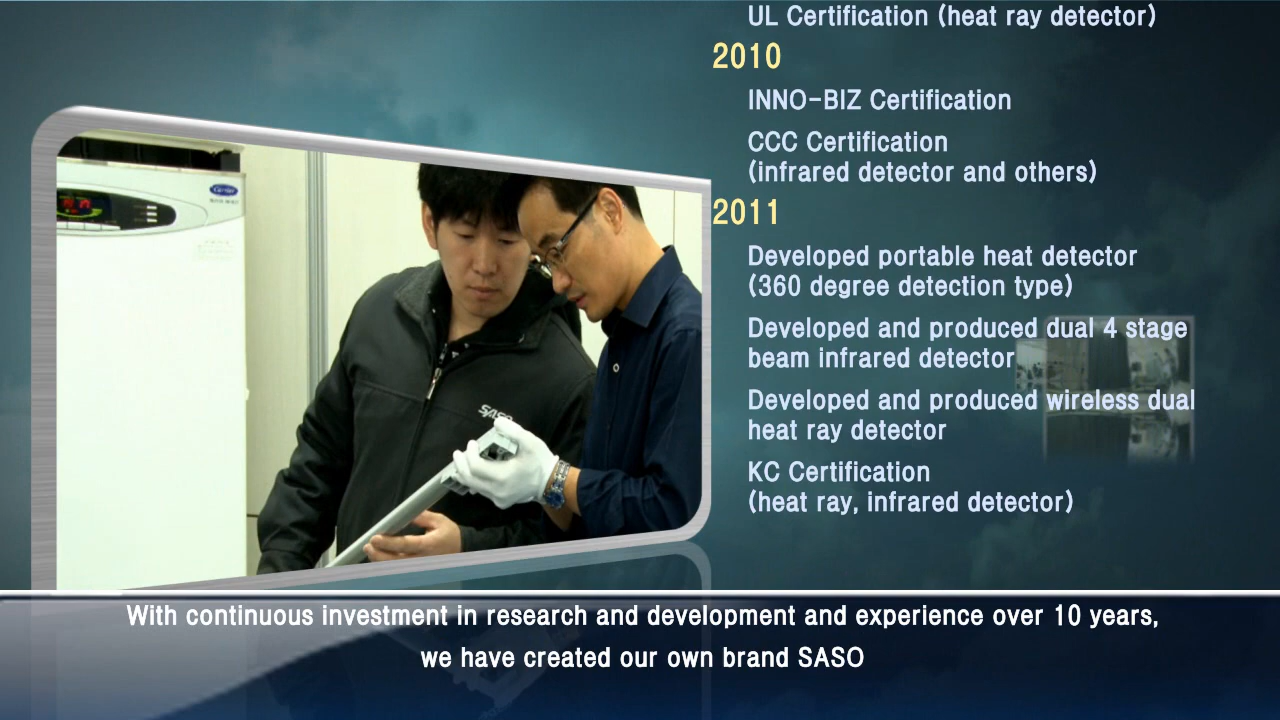 UL Certification (heat ray detector)
2010
INNO-BIZ Certification
CCC Certification
(infrared detector and others)
2011
Developed portable heat detector
(360 degree detection type)
Developed and produced dual 4 stage
beam infrared detector
Developed and produced wireless dual
heat ray detector
KC Certification
(heat ray, infrared detector)
Carrier
SASO
With continuous investment in research and development and experience over 10 years,
we have created our own brand SASO